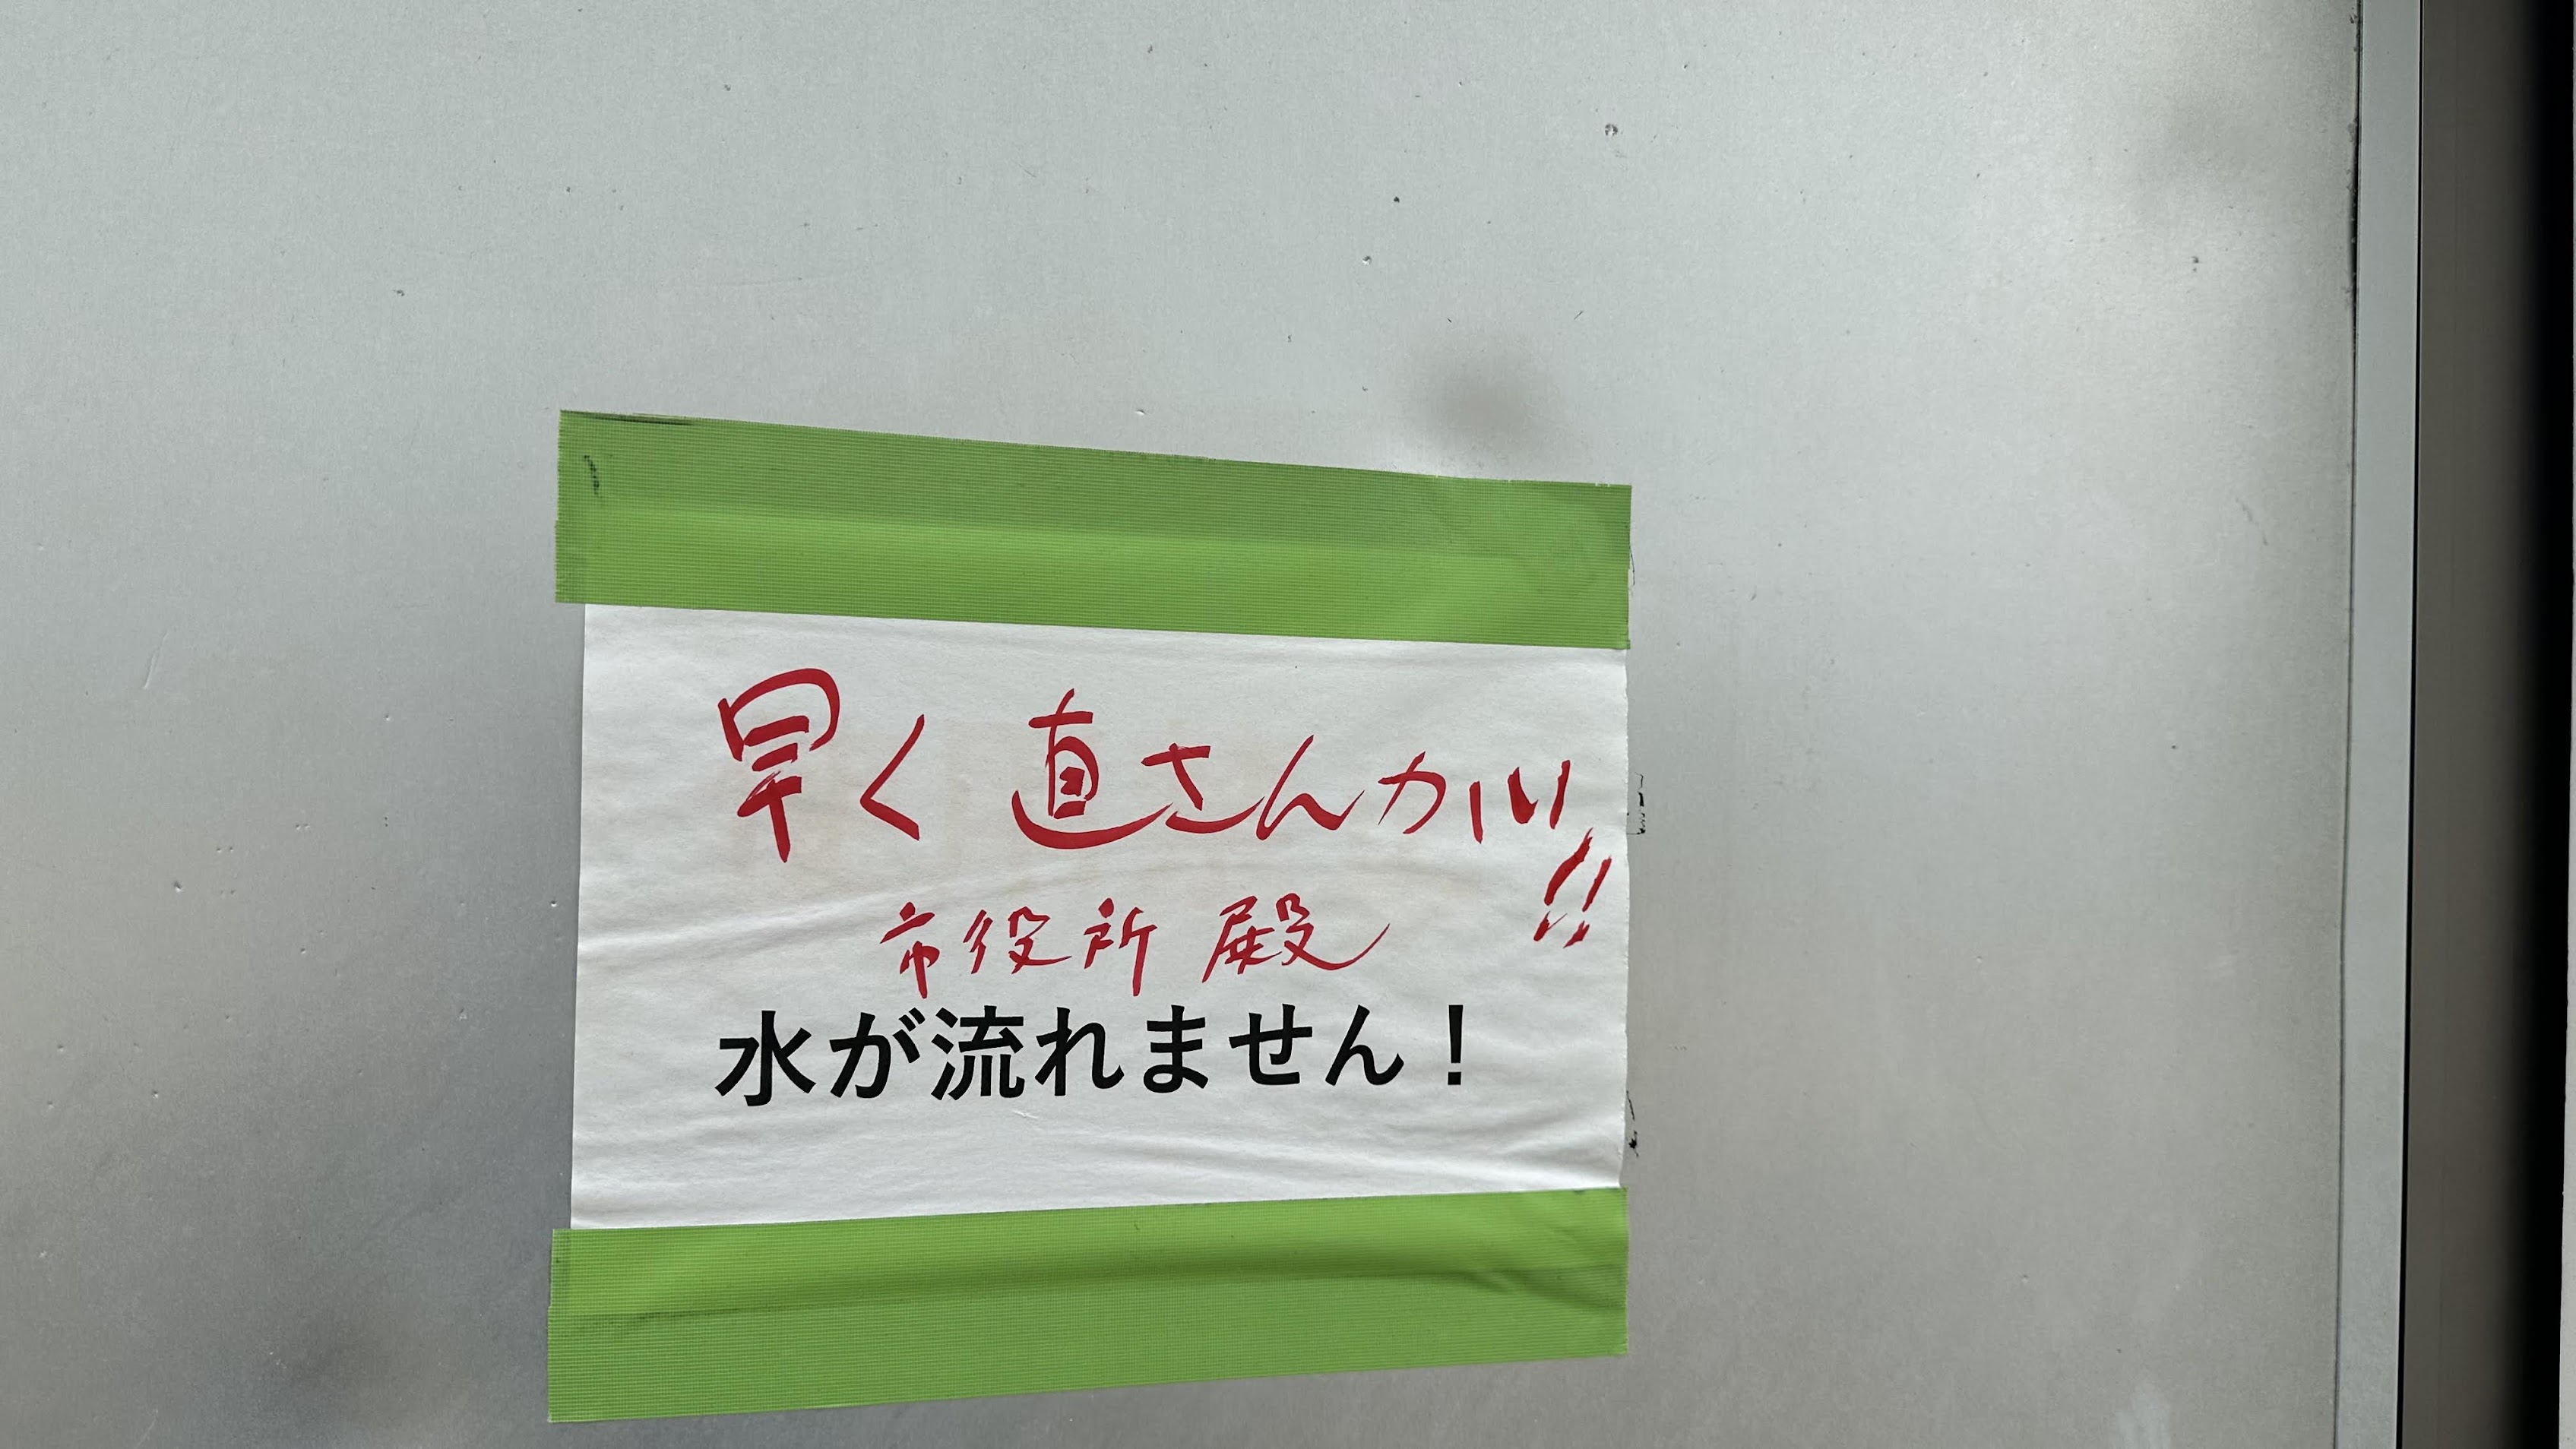 早く直さんかい!!
市役所 殿
水が流れません！